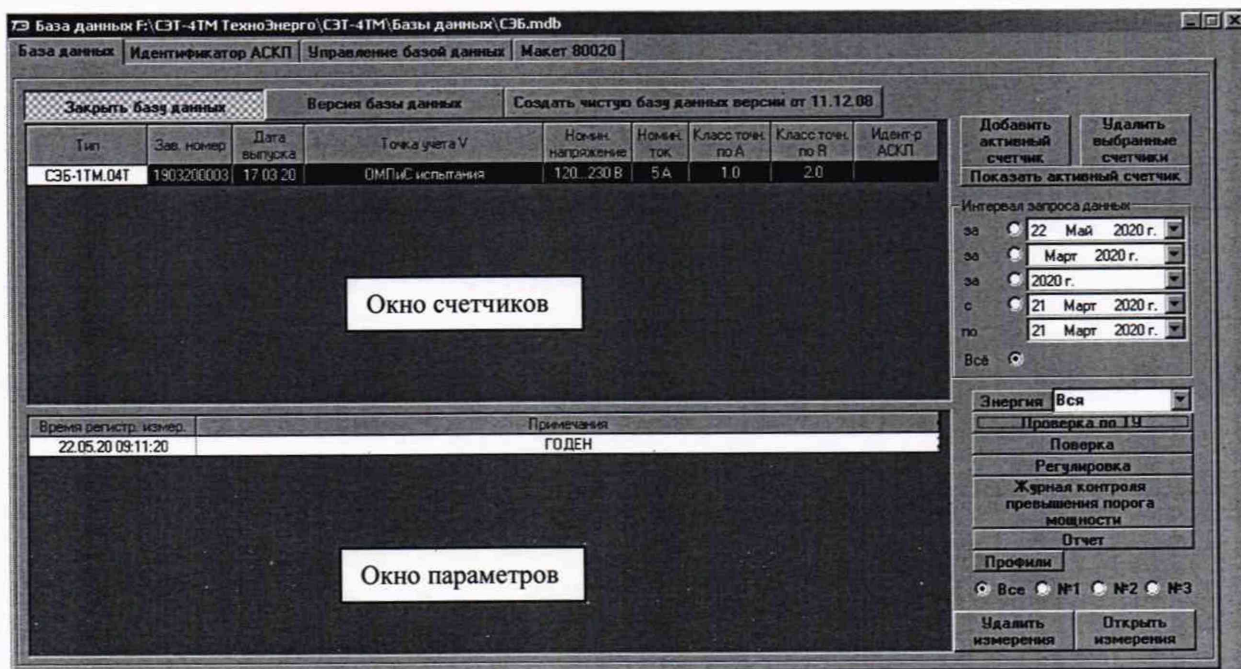 ТЭ База данных F:\СЭТ-4ТМ ТехноЭнерго\СЭТ-4ТМ\Базы данных\СЭБ.mdb
База данных Идентификатор АСКП Управление базой данных Макет 80020
Закрыть базу данных Версия базы данных Создать чистую базу данных версии от 11.12.08
Тип Зав. номер Дата выпуска Точка учета V Номин. напряжение Номин. ток Класс точн. по А Класс точн. по R Идент-р АСКП
СЭБ-1ТМ.04Т 1903200003 17 03 20 ОМПиС испытания 120...230 В 5 А 1.0 2.0
Окно счетчиков
Добавить активный счетчик
Удалить выбранные счетчики
Показать активный счетчик
Интервал запроса данных
за 22 Май 2020 г.
за Март 2020 г.
за 2020 г.
с 21 Март 2020 г.
по 21 Март 2020 г.
Всё
Время регистр. измер. Примечания
22.05.20 09:11:20 ГОДЕН
Окно параметров
Энергия Вся
Проверка по ТУ
Поверка
Регулировка
Журнал контроля
превышения порога
мощности
Отчет
Профили
Все №1 №2 №3
Удалить измерения
Открыть измерения